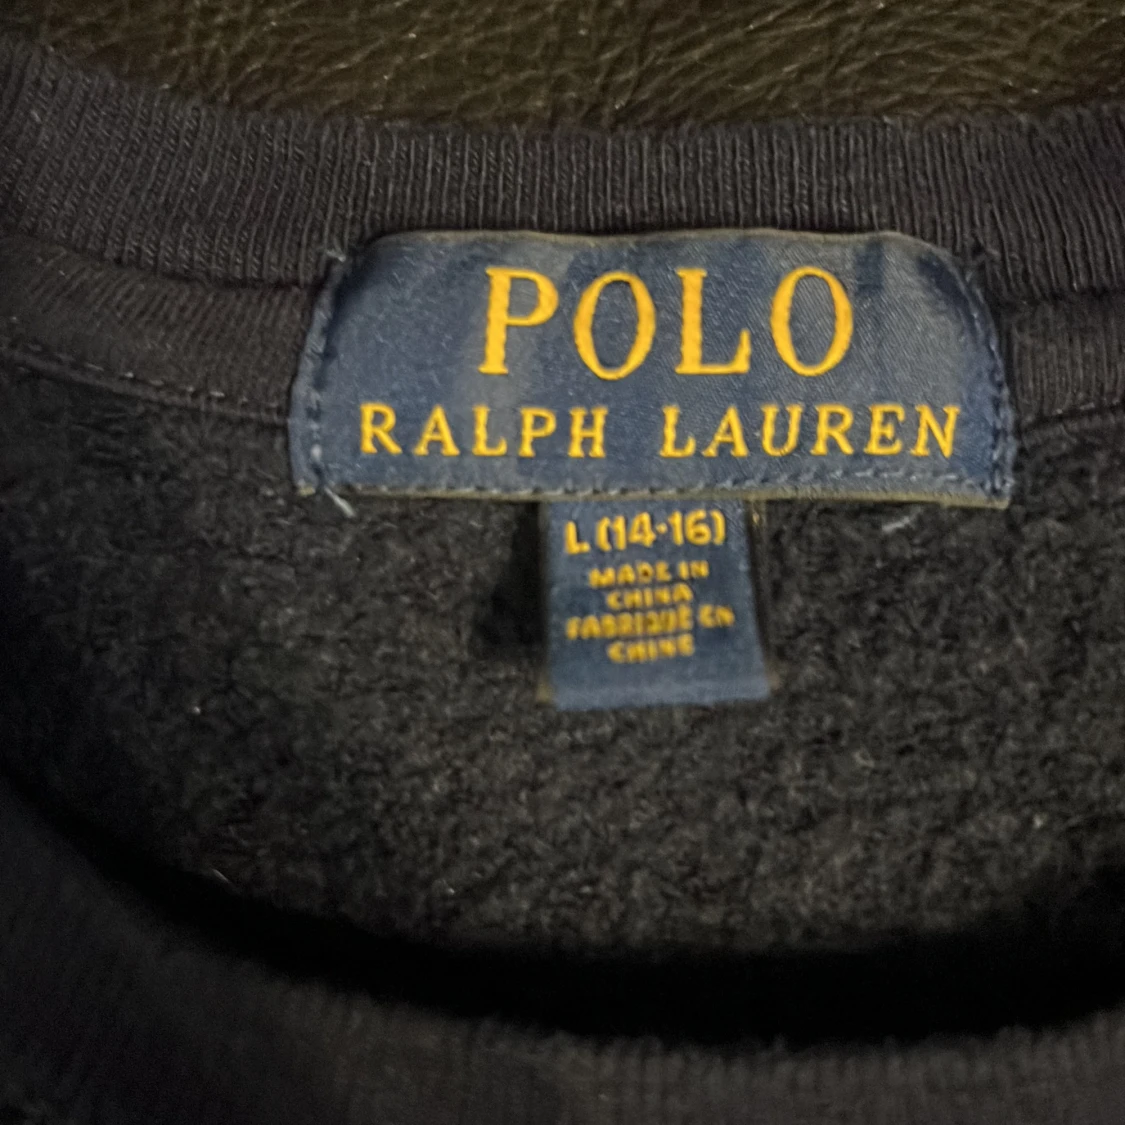 POLO
RALPH LAUREN
L (14-16)
MADE IN
CHINA
FABRIQUÉ EN
CHINE